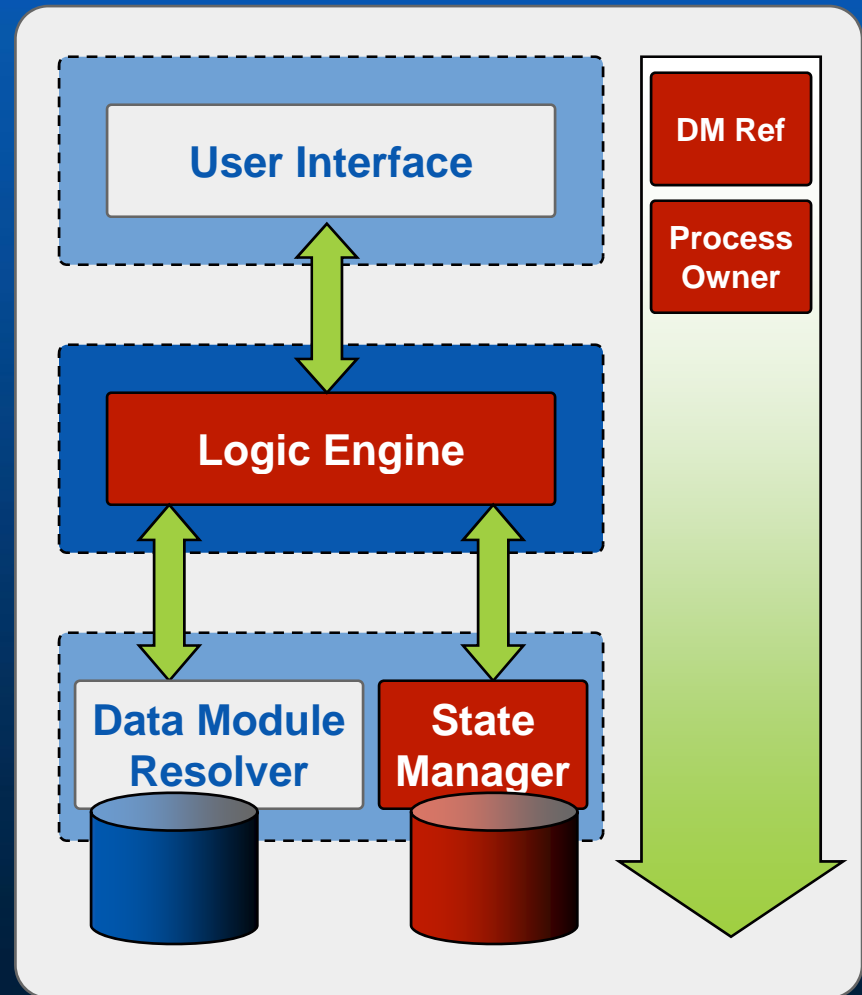 User Interface
DM Ref
Process
Owner
Logic Engine
Data Module
Resolver
State
Manager